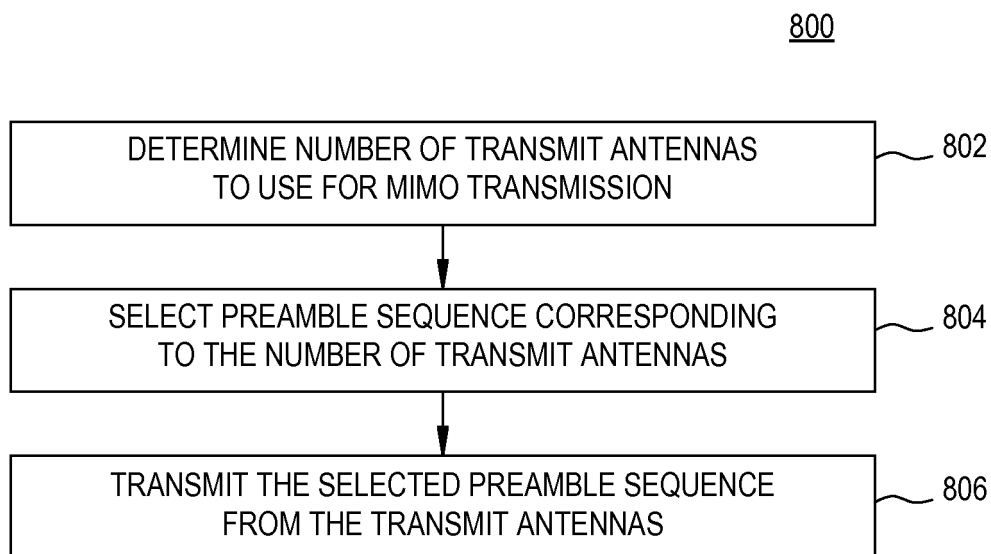 800
DETERMINE NUMBER OF TRANSMIT ANTENNAS
TO USE FOR MIMO TRANSMISSION
802
SELECT PREAMBLE SEQUENCE CORRESPONDING
TO THE NUMBER OF TRANSMIT ANTENNAS
804
TRANSMIT THE SELECTED PREAMBLE SEQUENCE
FROM THE TRANSMIT ANTENNAS
806